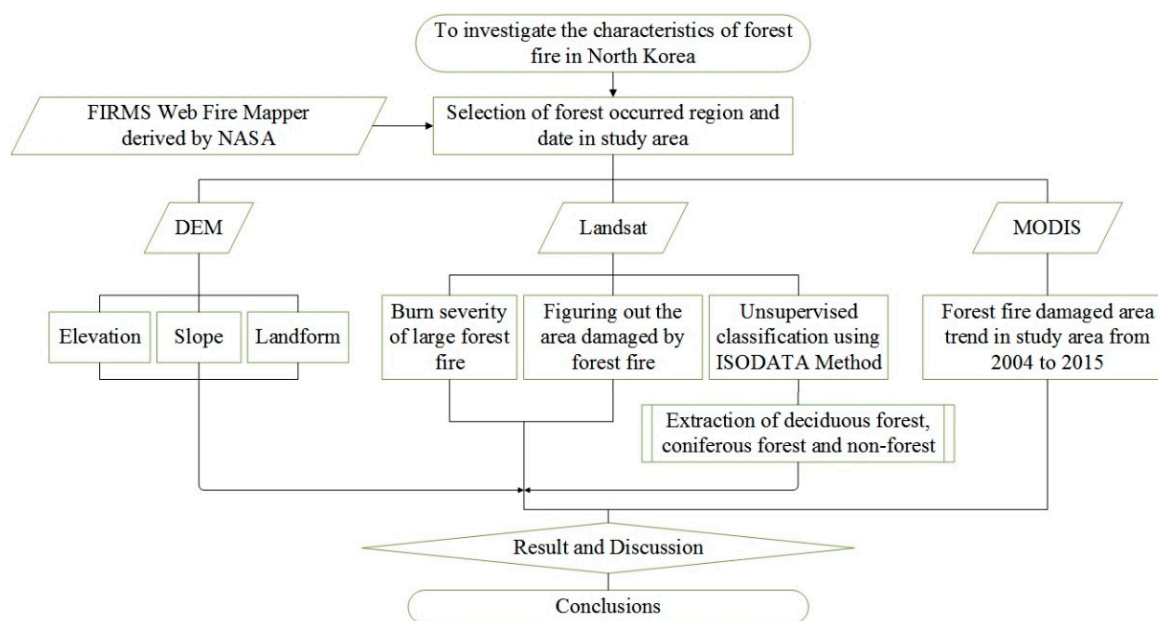 To investigate the characteristics of forest
fire in North Korea
FIRMS Web Fire Mapper
derived by NASA
Selection of forest occurred region and
date in study area
DEM
Landsat
MODIS
Elevation
Slope
Landform
Burn severity
of large forest
fire
Figuring out the
area damaged by
forest fire
Unsupervised
classification using
ISODATA Method
Forest fire damaged area
trend in study area from
2004 to 2015
Extraction of deciduous forest,
coniferous forest and non-forest
Result and Discussion
Conclusions